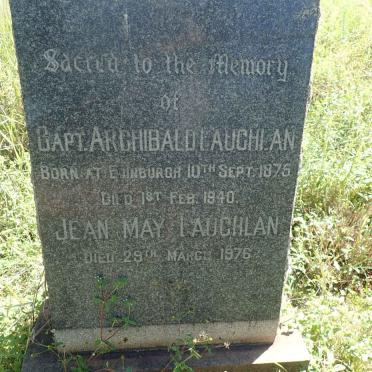 Sacred to the Memory
of
CAPT. ARCHIBALD LAUCHLAN
BORN AT EDINBURGH 10TH SEPT. 1875
DIED 1ST FEB. 1940.
JEAN MAY LAUCHLAN
DIED 29TH MARCH 1976